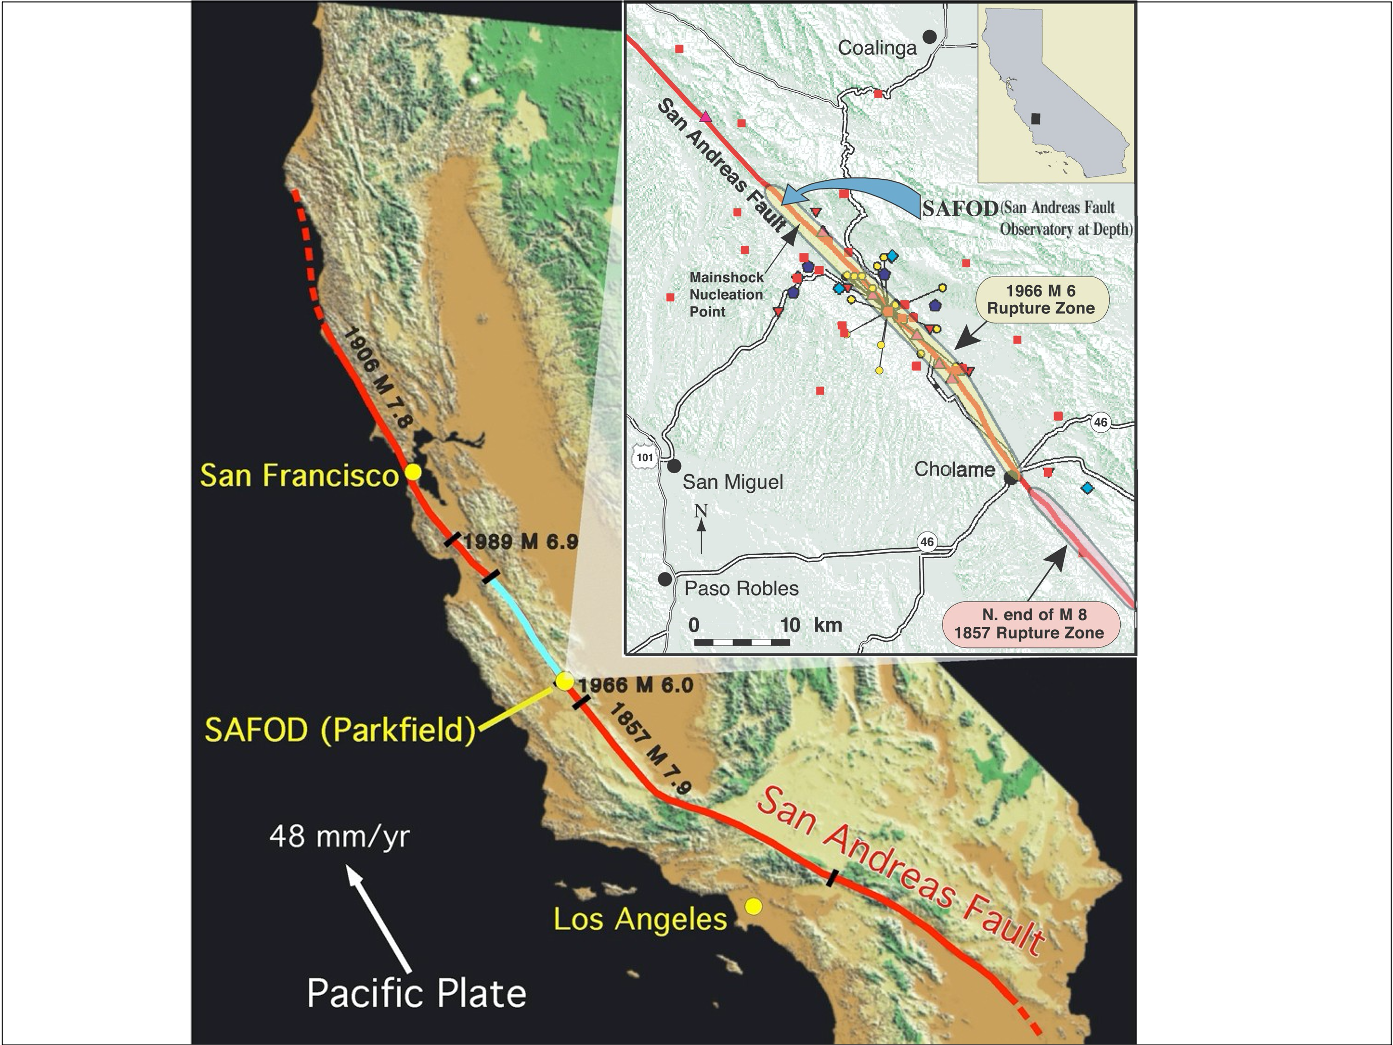 Coalinga
San Andreas Fault
SAFOD (San Andreas Fault
Observatory at Depth)
Mainshock
Nucleation
Point
1966 M 6
Rupture Zone
46
101
San Miguel
Cholame
N
46
Paso Robles
0 10 km
N. end of M 8
1857 Rupture Zone
1906 M 7.8
San Francisco
1989 M 6.9
1966 M 6.0
SAFOD (Parkfield)
1857 M 7.9
San Andreas Fault
48 mm/yr
Los Angeles
Pacific Plate